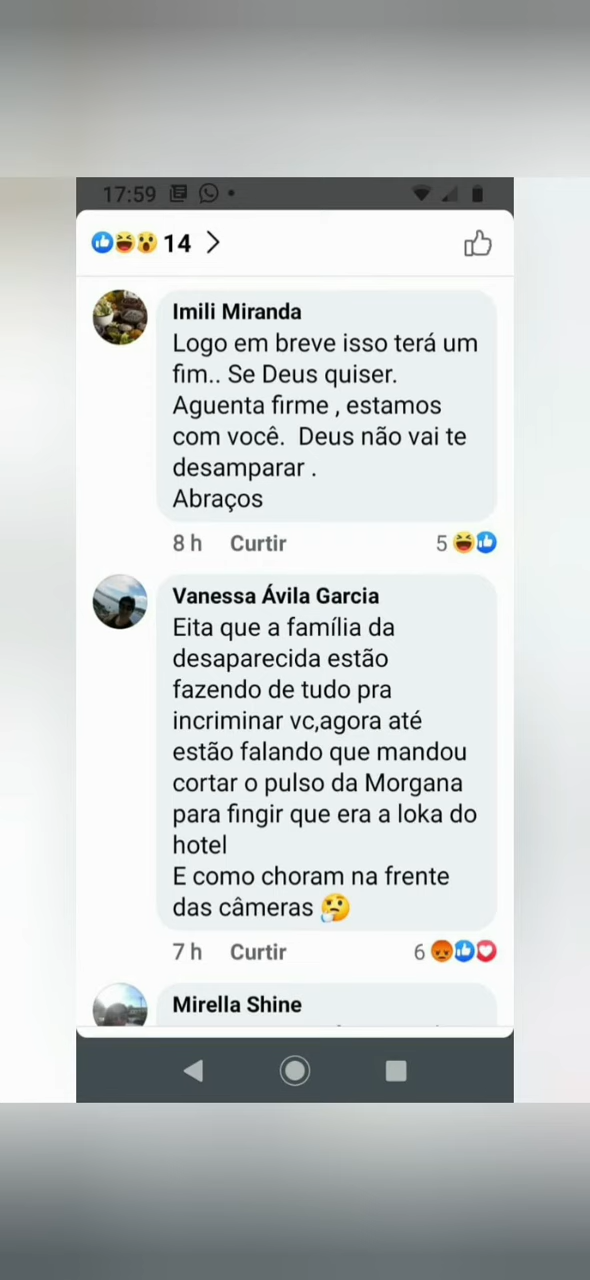 17:59
14
Imili Miranda
Logo em breve isso terá um
fim.. Se Deus quiser.
Aguenta firme , estamos
com você.  Deus não vai te
desamparar .
Abraços
8 h Curtir 5
Vanessa Ávila Garcia
Eita que a família da
desaparecida estão
fazendo de tudo pra
incriminar vc,agora até
estão falando que mandou
cortar o pulso da Morgana
para fingir que era a loka do
hotel
E como choram na frente
das câmeras 🤔
7 h Curtir 6
Mirella Shine